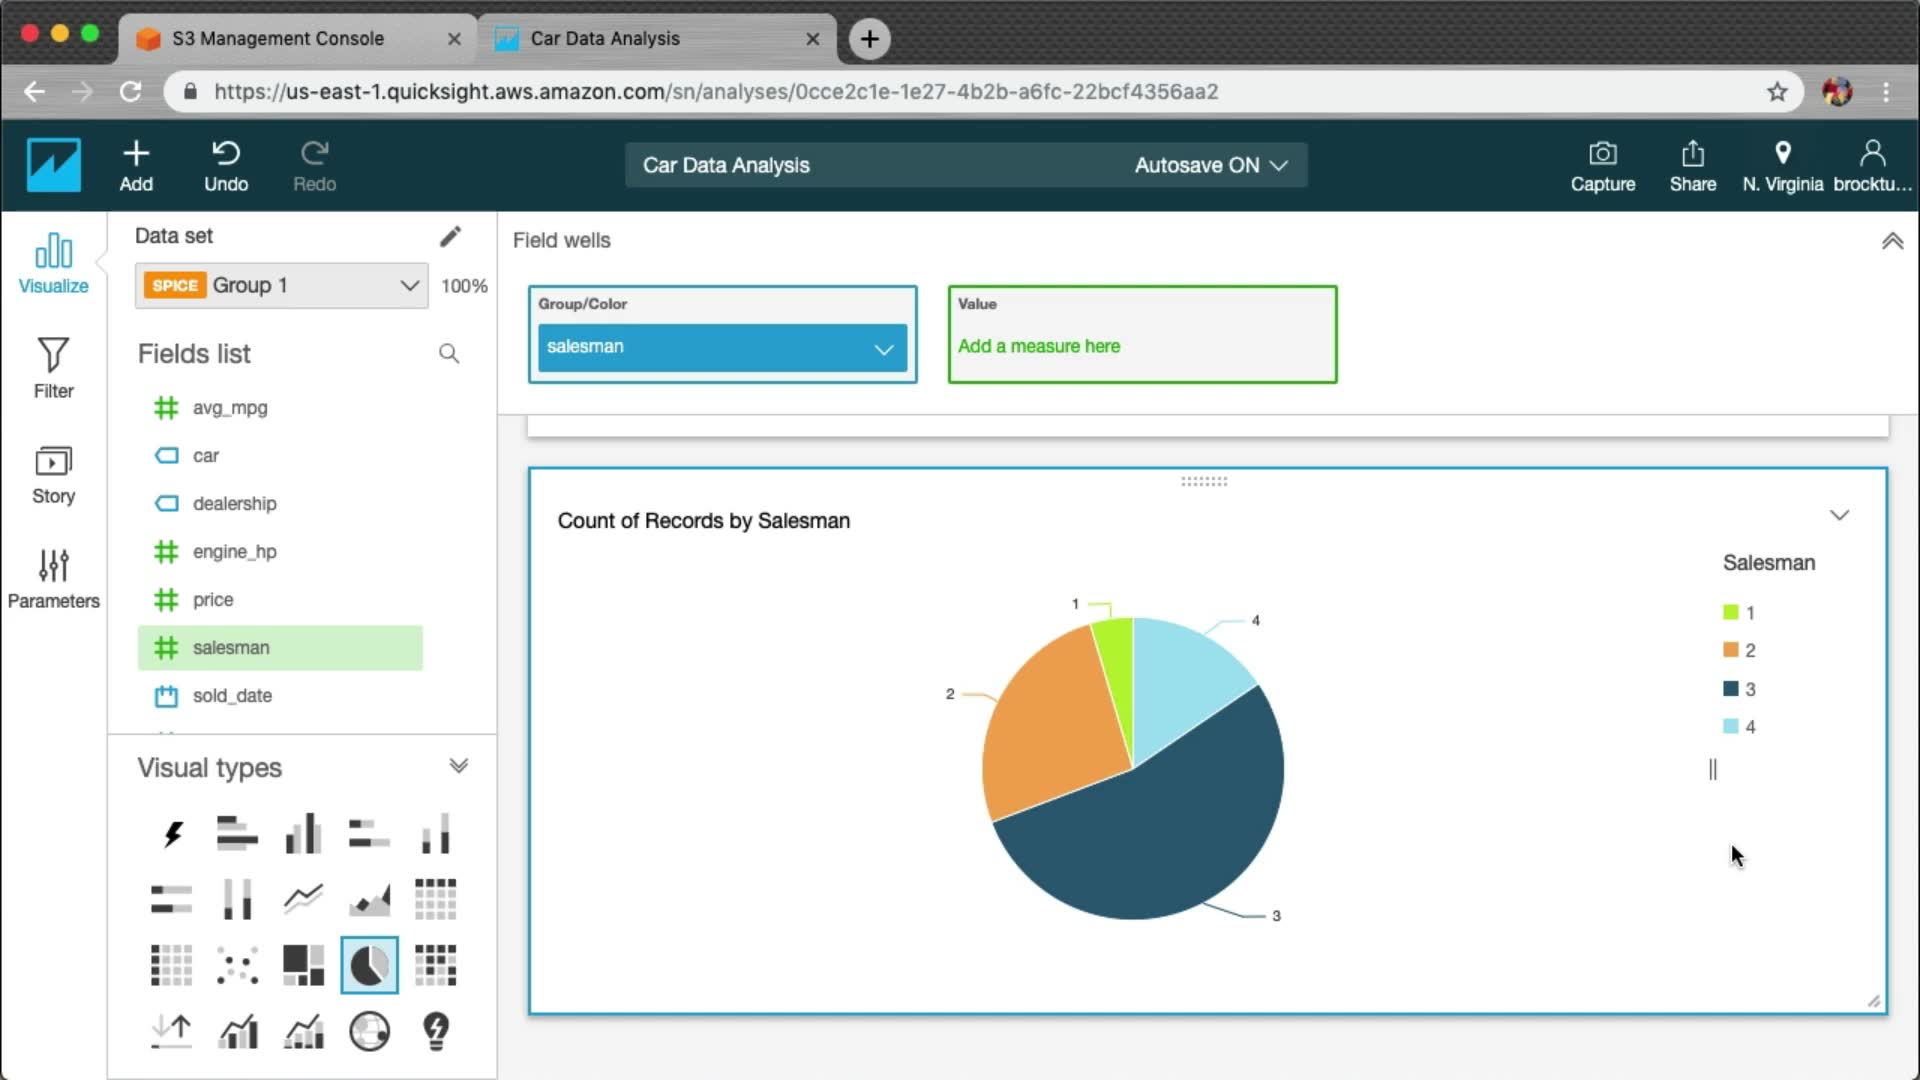 S3 Management Console
Car Data Analysis
https://us-east-1.quicksight.aws.amazon.com/sn/analyses/0cce2c1e-1e27-4b2b-a6fc-22bcf4356aa2
Add
Undo
Redo
Car Data Analysis
Autosave ON
Capture
Share
N. Virginia
brocktu...
Visualize
Filter
Story
Parameters
Data set
SPICE Group 1
100%
Fields list
avg_mpg
car
dealership
engine_hp
price
salesman
sold_date
Visual types
Field wells
Group/Color
salesman
Value
Add a measure here
Count of Records by Salesman
1
4
2
3
Salesman
1
2
3
4